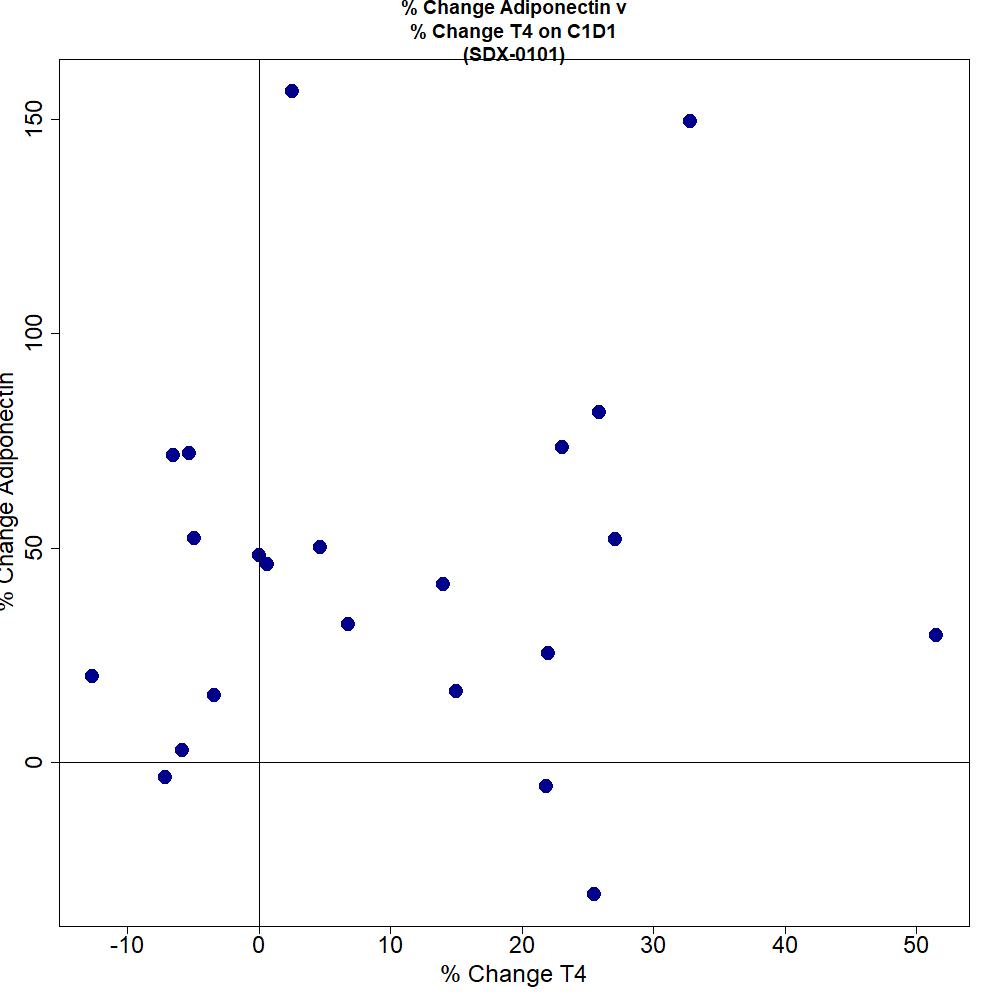 % Change Adiponectin v
% Change T4 on C1D1
(SDX-0101)
% Change Adiponectin
150
100
50
0
-10 0 10 20 30 40 50
% Change T4